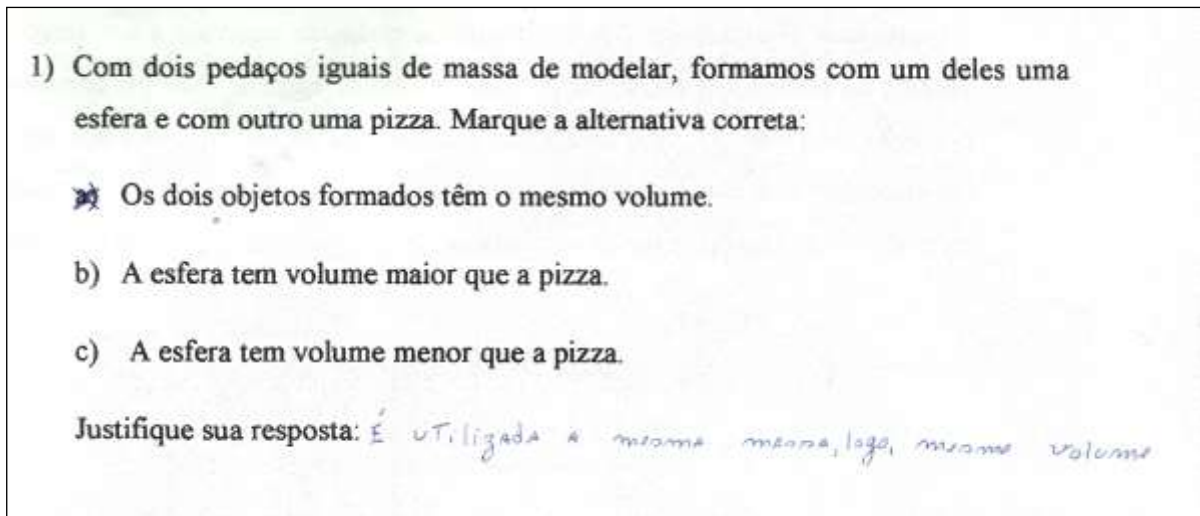 1) Com dois pedaços iguais de massa de modelar, formamos com um deles uma
esfera e com outro uma pizza. Marque a alternativa correta:
a) Os dois objetos formados têm o mesmo volume.
b) A esfera tem volume maior que a pizza.
c) A esfera tem volume menor que a pizza.
Justifique sua resposta: É utilizada a mesma massa, logo, mesmo volume